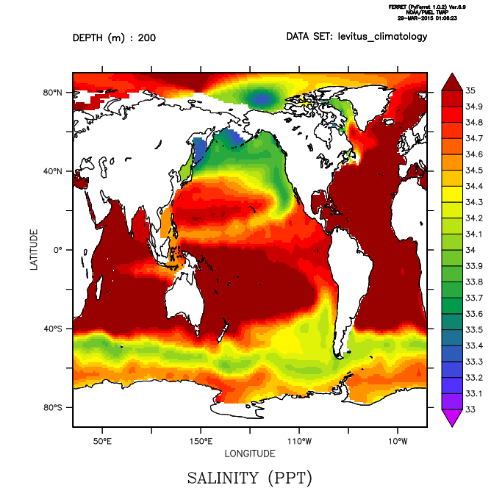 FERRET (PyFerret 1.0.2) Ver.6.9
NOAA/PMEL TMAP
29-MAR-2015 01:06:23
DEPTH (m) : 200
DATA SET: levitus_climatology
80°N
40°N
0°
40°S
80°S
LATITUDE
50°E
150°E
110°W
10°W
LONGITUDE
35
34.9
34.8
34.7
34.6
34.5
34.4
34.3
34.2
34.1
34
33.9
33.8
33.7
33.6
33.5
33.4
33.3
33.2
33.1
33
SALINITY (PPT)